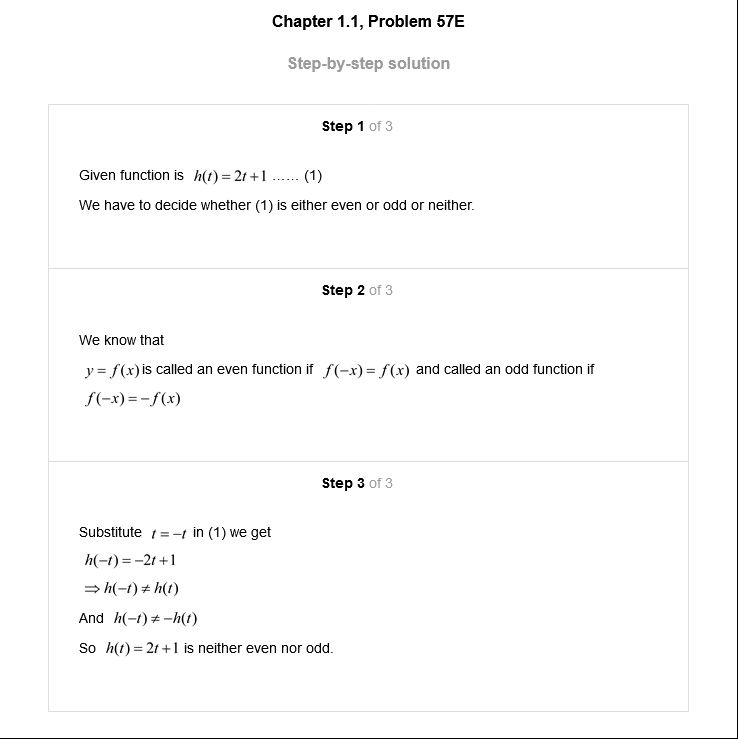 Chapter 1.1, Problem 57E
Step-by-step solution
Step 1 of 3
Given function is h(t) = 2t + 1 ...... (1)
We have to decide whether (1) is either even or odd or neither.
Step 2 of 3
We know that
y = f(x) is called an even function if f(−x) = f(x) and called an odd function if
f(−x) = −f(x)
Step 3 of 3
Substitute t = −t in (1) we get
h(−t) = −2t + 1
⇒ h(−t) ≠ h(t)
And h(−t) ≠ −h(t)
So h(t) = 2t + 1 is neither even nor odd.